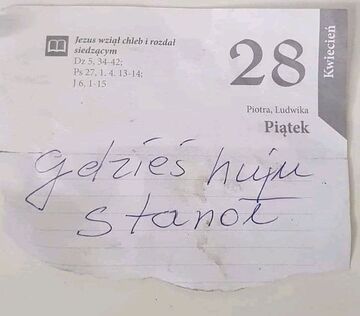 Jezus wziął chleb i rozdał
siedzącym
Dz 5, 34-42;
Ps 27, 1. 4. 13-14;
J 6, 1-15
28
Kwiecień
Piotra, Ludwika
Piątek
gdzieś huju
stanoł